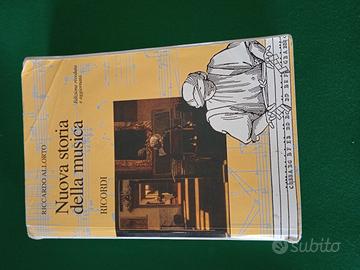 RICCARDO ALLORTO
Nuova storia
della musica
Edizione riveduta
e aggiornata
RICORDI
subito